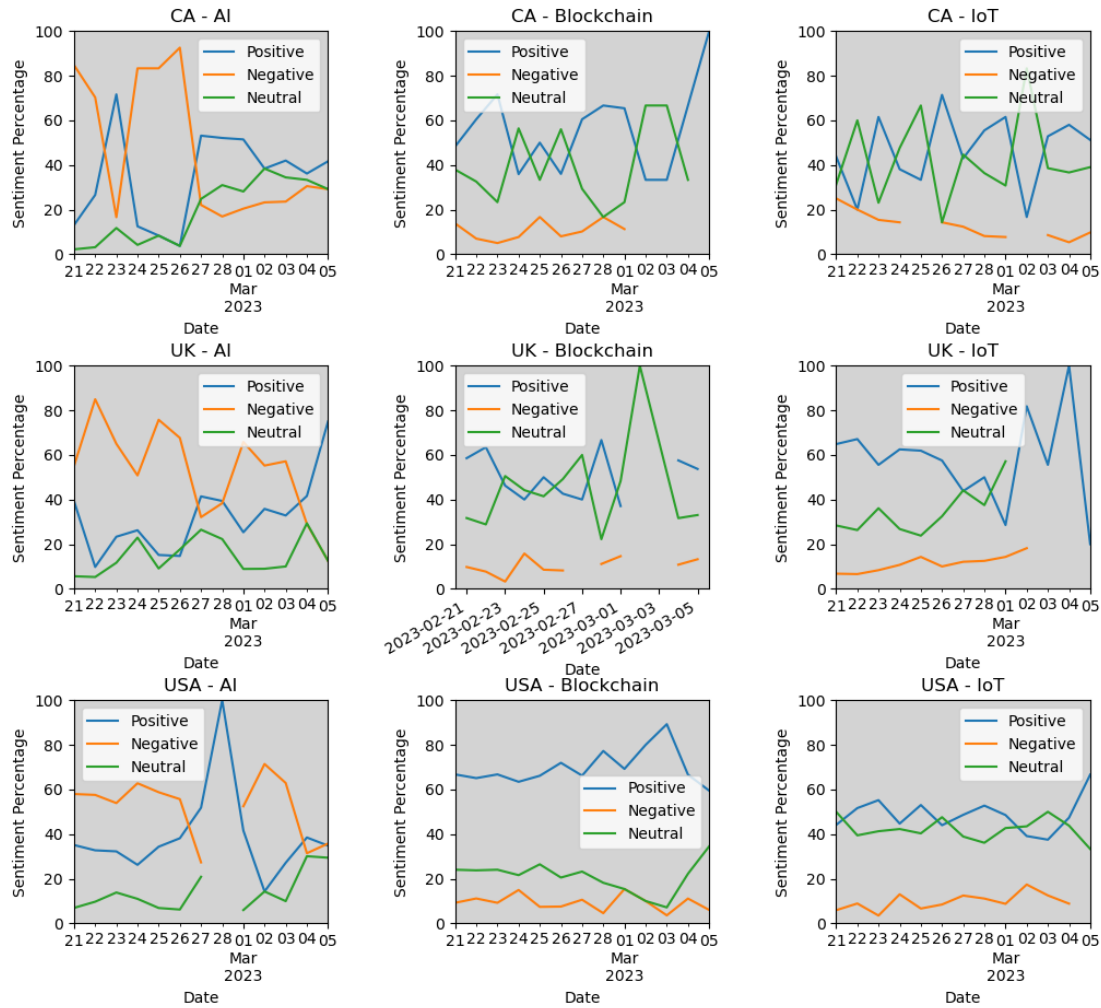 CA - AI
Sentiment Percentage
100
80
60
40
20
0
Positive
Negative
Neutral
21 22 23 24 25 26 27 28 01 02 03 04 05
Mar
2023
Date
CA - Blockchain
Sentiment Percentage
100
80
60
40
20
0
Positive
Negative
Neutral
21 22 23 24 25 26 27 28 01 02 03 04 05
Mar
2023
Date
CA - IoT
Sentiment Percentage
100
80
60
40
20
0
Positive
Negative
Neutral
21 22 23 24 25 26 27 28 01 02 03 04 05
Mar
2023
Date
UK - AI
Sentiment Percentage
100
80
60
40
20
0
Positive
Negative
Neutral
21 22 23 24 25 26 27 28 01 02 03 04 05
Mar
2023
Date
UK - Blockchain
Sentiment Percentage
100
80
60
40
20
0
Positive
Negative
Neutral
2023-02-21
2023-02-23
2023-02-25
2023-02-27
2023-03-01
2023-03-03
2023-03-05
Date
UK - IoT
Sentiment Percentage
100
80
60
40
20
0
Positive
Negative
Neutral
21 22 23 24 25 26 27 28 01 02 03 04 05
Mar
2023
Date
USA - AI
Sentiment Percentage
100
80
60
40
20
0
Positive
Negative
Neutral
21 22 23 24 25 26 27 28 01 02 03 04 05
Mar
2023
Date
USA - Blockchain
Sentiment Percentage
100
80
60
40
20
0
Positive
Negative
Neutral
21 22 23 24 25 26 27 28 01 02 03 04 05
Mar
2023
Date
USA - IoT
Sentiment Percentage
100
80
60
40
20
0
Positive
Negative
Neutral
21 22 23 24 25 26 27 28 01 02 03 04 05
Mar
2023
Date